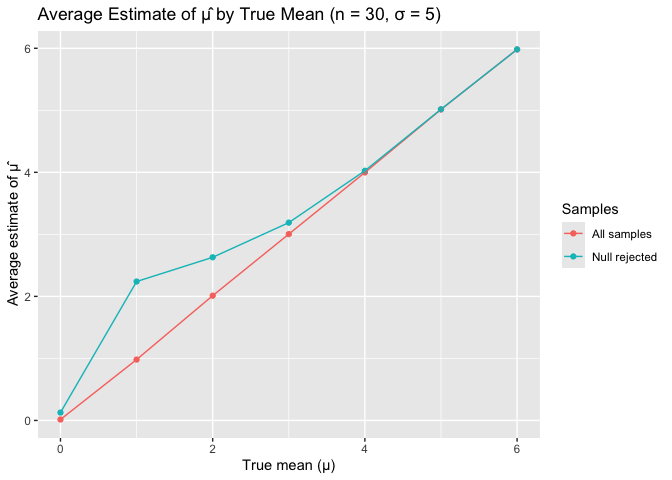 Average Estimate of μ̂ by True Mean (n = 30, σ = 5)
Average estimate of μ̂
6
4
2
0
0
2
4
6
True mean (μ)
Samples
All samples
Null rejected